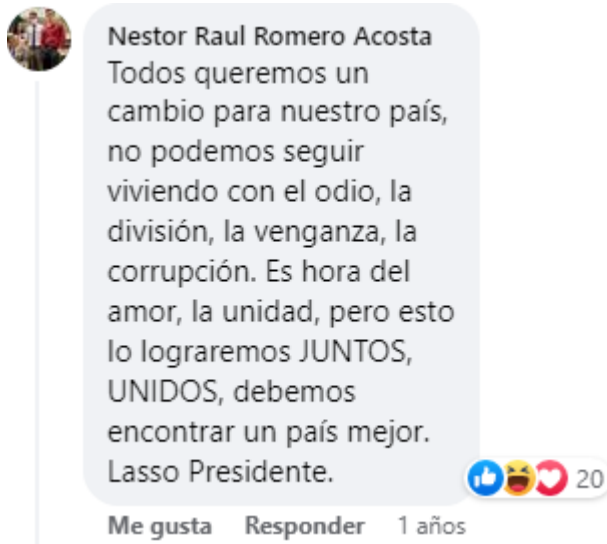 Nestor Raul Romero Acosta
Todos queremos un
cambio para nuestro país,
no podemos seguir
viviendo con el odio, la
división, la venganza, la
corrupción. Es hora del
amor, la unidad, pero esto
lo lograremos JUNTOS,
UNIDOS, debemos
encontrar un país mejor.
Lasso Presidente.
20
Me gusta Responder 1 años